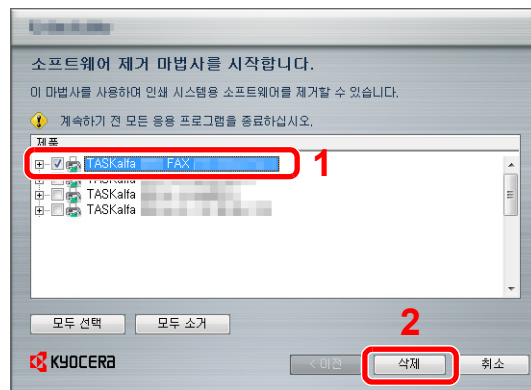 소프트웨어 제거 마법사를 시작합니다.
이 마법사를 사용하여 인쇄 시스템용 소프트웨어를 제거할 수 있습니다.
계속하기 전 모든 응용 프로그램을 종료하십시오.
제품
TASKalfa FAX 1
TASKalfa
TASKalfa
TASKalfa
모두 선택 모두 소거 2
KYOCERA < 이전 삭제 취소